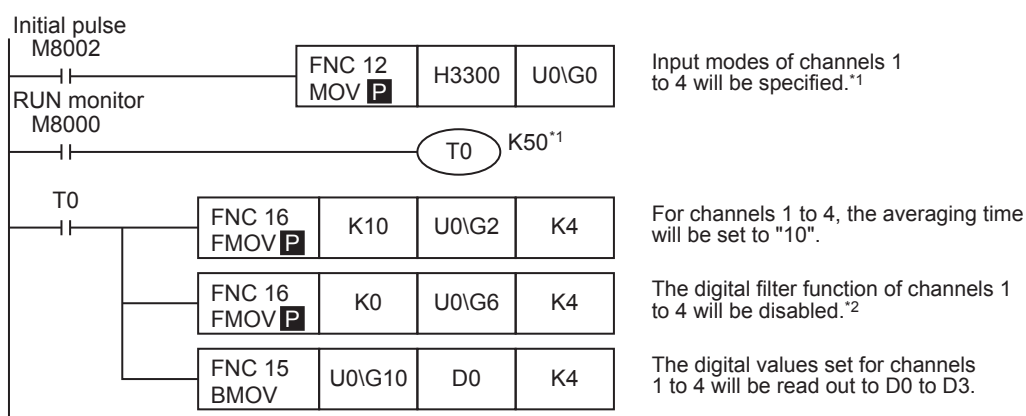 Initial pulse
M8002
FNC 12
MOV P
H3300
U0\G0
Input modes of channels 1
to 4 will be specified.*1
RUN monitor
M8000
T0
K50*1
T0
FNC 16
FMOV P
K10
U0\G2
K4
For channels 1 to 4, the averaging time
will be set to "10".
FNC 16
FMOV P
K0
U0\G6
K4
The digital filter function of channels 1
to 4 will be disabled.*2
FNC 15
BMOV
U0\G10
D0
K4
The digital values set for channels
1 to 4 will be read out to D0 to D3.